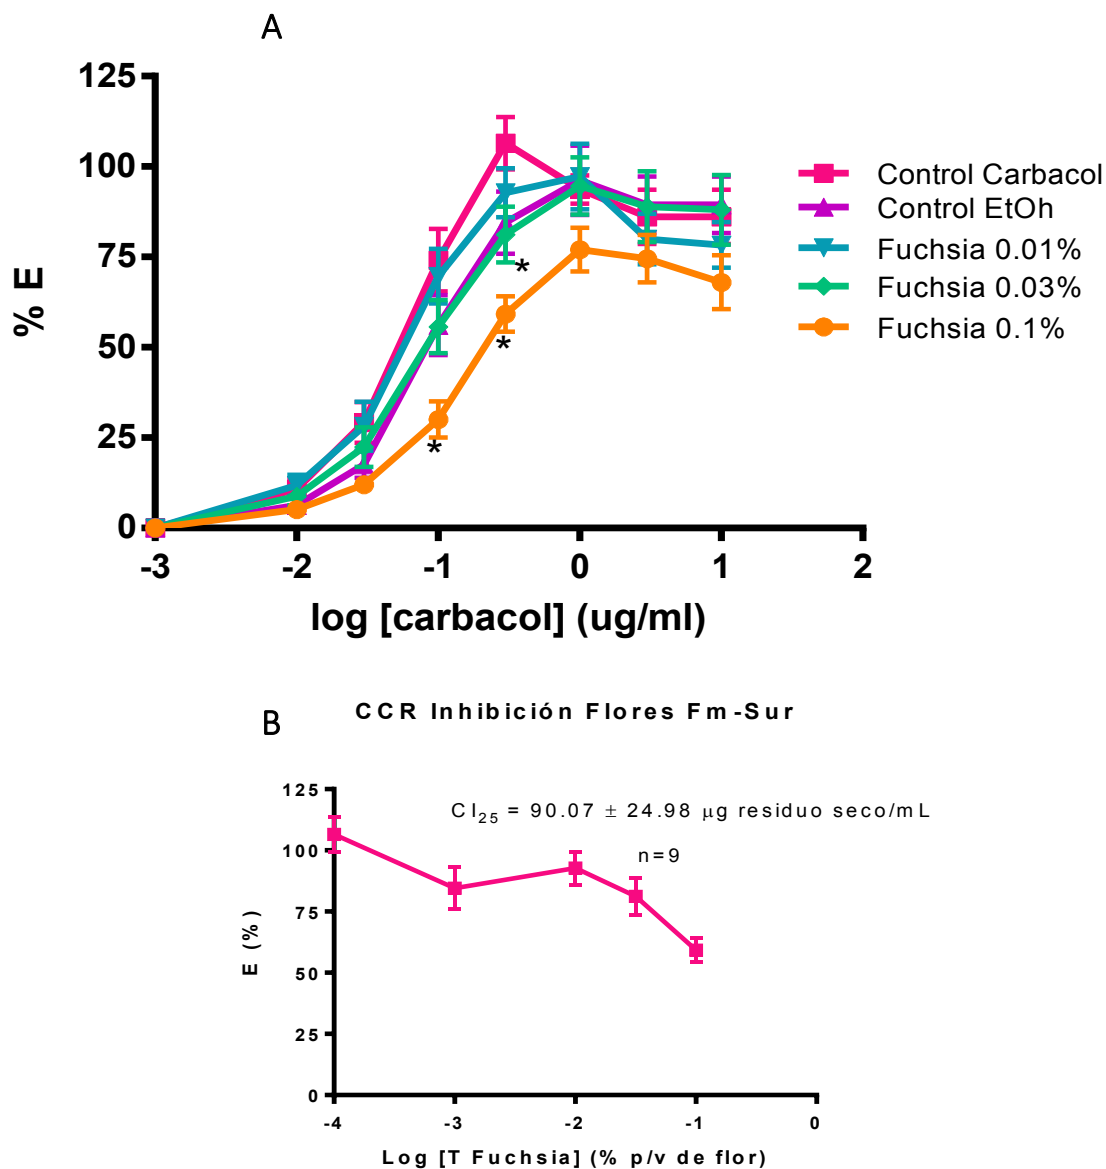 A
125
100
75
50
25
0
% E
-3 -2 -1 0 1 2
log [carbacol] (ug/ml)
Control Carbacol
Control EtOh
Fuchsia 0.01%
Fuchsia 0.03%
Fuchsia 0.1%
*
*
*
B
CCR Inhibición Flores Fm-Sur
CI25 = 90.07 ± 24.98 μg residuo seco/mL
n=9
125
100
75
50
25
0
E (%)
-4 -3 -2 -1 0
Log [T Fuchsia] (% p/v de flor)